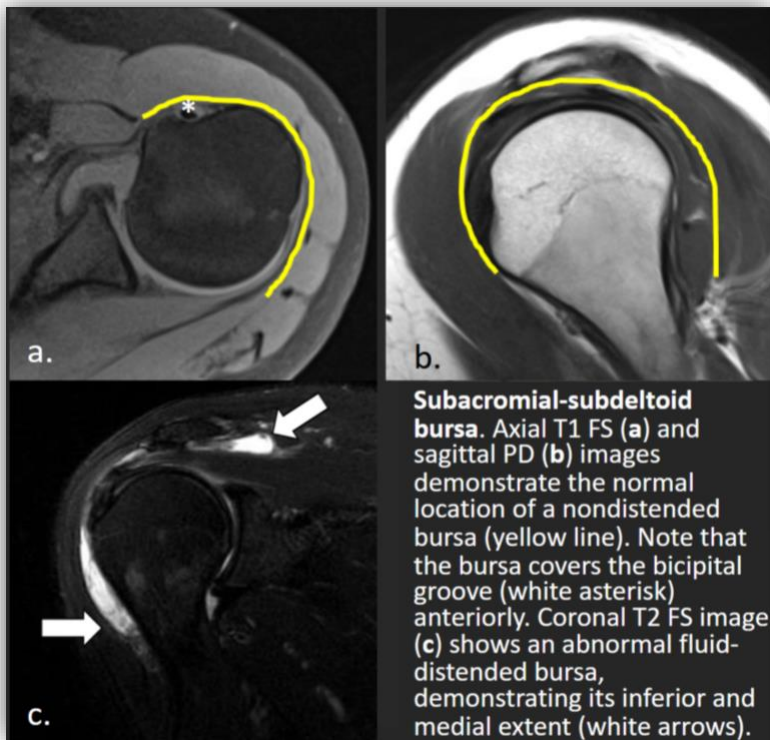 *
a.
b.
c.
Subacromial-subdeltoid
bursa. Axial T1 FS (a) and
sagittal PD (b) images
demonstrate the normal
location of a nondistended
bursa (yellow line). Note that
the bursa covers the bicipital
groove (white asterisk)
anteriorly. Coronal T2 FS image
(c) shows an abnormal fluid-
distended bursa,
demonstrating its inferior and
medial extent (white arrows).